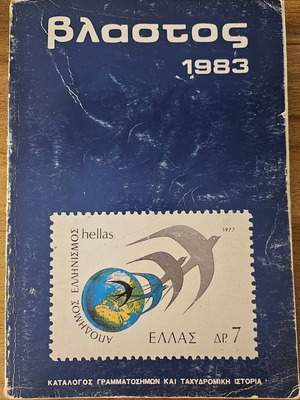 βλαστος
1983
1977
hellas
ΑΠΟΔΗΜΟΣ ΕΛΛΗΝΙΣΜΟΣ
ΕΛΛΑΣ ΔΡ. 7
ΚΑΤΑΛΟΓΟΣ ΓΡΑΜΜΑΤΟΣΗΜΩΝ ΚΑΙ ΤΑΧΥΔΡΟΜΙΚΗ ΙΣΤΟΡΙΑ